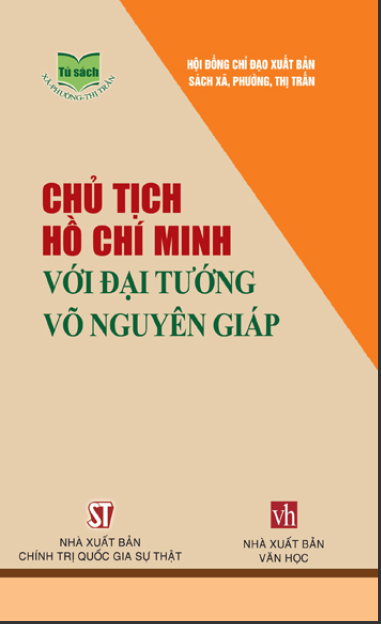 Tủ sách
XÃ-PHƯỜNG-THỊ TRẤN
HỘI ĐỒNG CHỈ ĐẠO XUẤT BẢN
SÁCH XÃ, PHƯỜNG, THỊ TRẤN
CHỦ TỊCH
HỒ CHÍ MINH
VỚI ĐẠI TƯỚNG
VÕ NGUYÊN GIÁP
ST
NHÀ XUẤT BẢN
CHÍNH TRỊ QUỐC GIA SỰ THẬT
vh
NHÀ XUẤT BẢN
VĂN HỌC